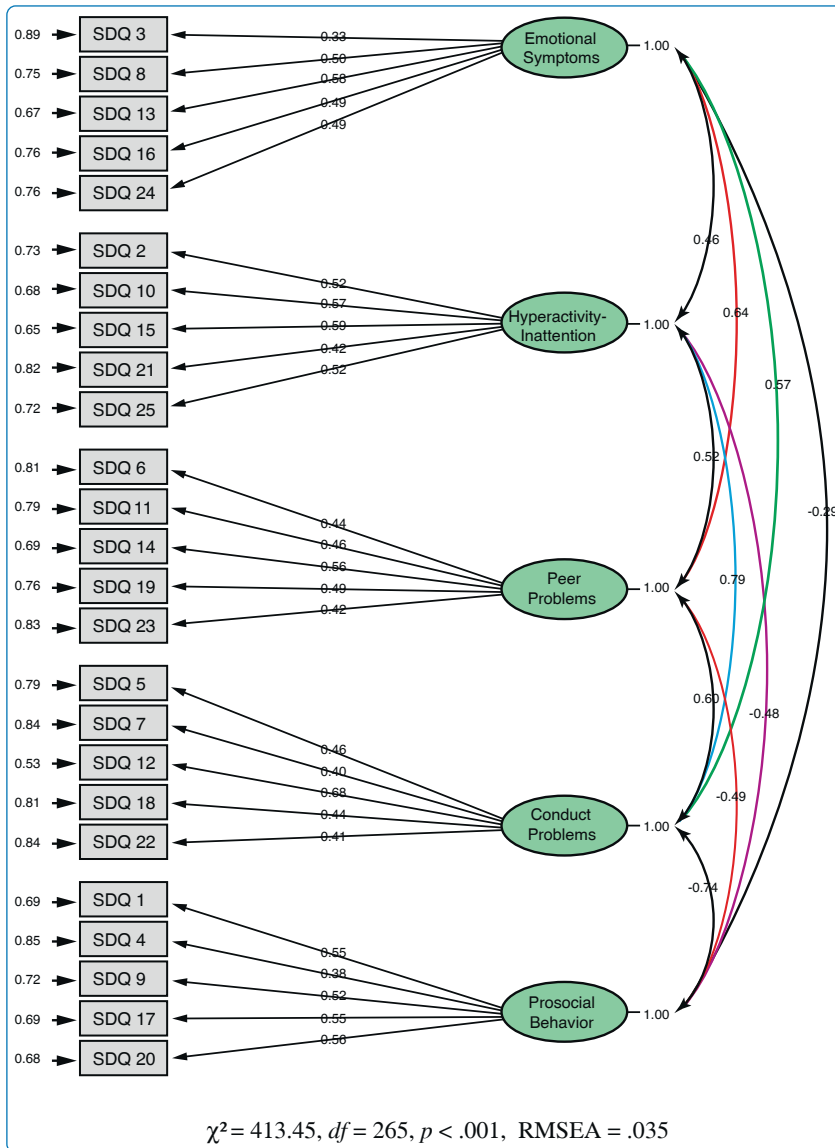 0.89 SDQ 3 0.33 Emotional Symptoms 1.00
0.75 SDQ 8 0.50
0.67 SDQ 13 0.58
0.76 SDQ 16 0.49
0.76 SDQ 24 0.49
0.46
0.73 SDQ 2 0.52
0.68 SDQ 10 0.57
0.65 SDQ 15 0.59 Hyperactivity-Inattention 1.00
0.82 SDQ 21 0.42
0.72 SDQ 25 0.52
0.64
0.57
0.52
-0.29
0.81 SDQ 6 0.44
0.79 SDQ 11 0.46
0.69 SDQ 14 0.56
0.76 SDQ 19 0.49 Peer Problems 1.00
0.83 SDQ 23 0.42
0.79
0.60
-0.48
0.79 SDQ 5 0.46
0.84 SDQ 7 0.40
0.53 SDQ 12 0.68
0.81 SDQ 18 0.44
0.84 SDQ 22 0.41 Conduct Problems 1.00
-0.49
-0.74
0.69 SDQ 1 0.55
0.85 SDQ 4 0.38
0.72 SDQ 9 0.52
0.69 SDQ 17 0.55 Prosocial Behavior 1.00
0.68 SDQ 20 0.56
χ² = 413.45, df = 265, p < .001, RMSEA = .035